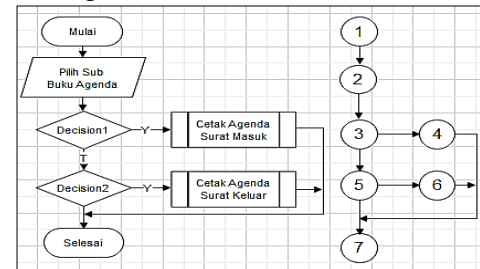 Mulai
Pilih Sub
Buku Agenda
Decision1
Y
Cetak Agenda
Surat Masuk
T
Decision2
Y
Cetak Agenda
Surat Keluar
Selesai
1
2
3
4
5
6
7